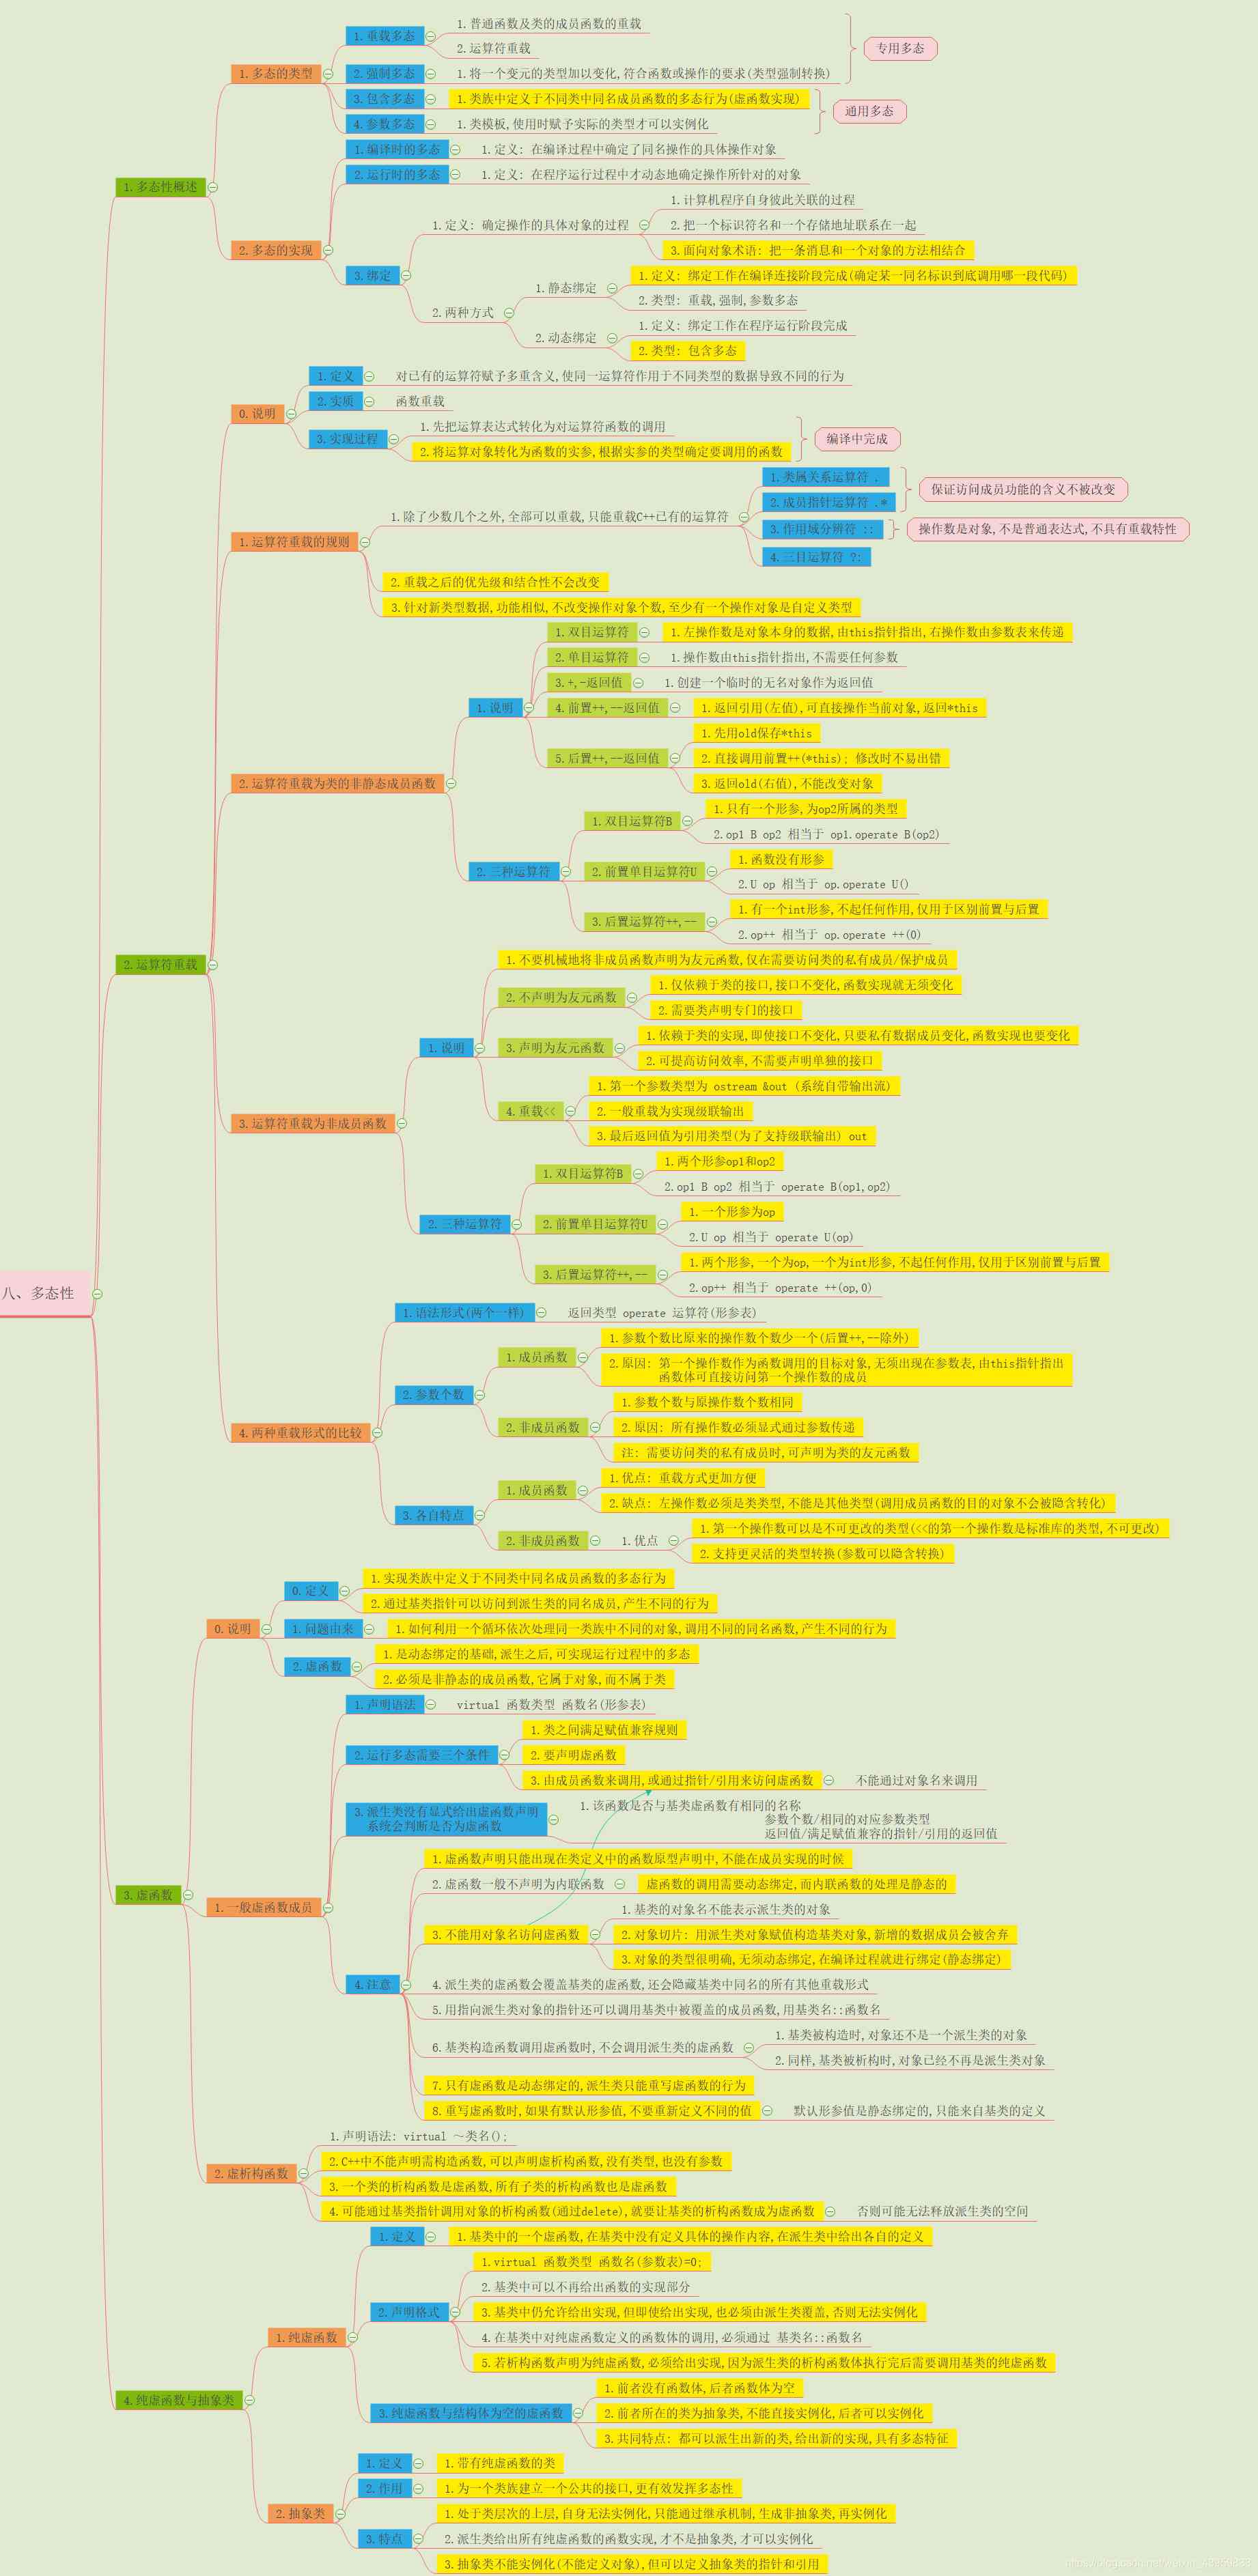 八、多态性
1.多态性概述
1.多态的类型
1.重载多态
1.普通函数及类的成员函数的重载
2.运算符重载
2.强制多态
1.将一个变元的类型加以变化,符合函数或操作的要求(类型强制转换)
专用多态
3.包含多态
1.类族中定义于不同类中同名成员函数的多态行为(虚函数实现)
4.参数多态
1.类模板,使用时赋予实际的类型才可以实例化
通用多态
2.多态的实现
1.编译时的多态
1.定义: 在编译过程中确定了同名操作的具体操作对象
2.运行时的多态
1.定义: 在程序运行过程中才动态地确定操作所针对的对象
3.绑定
1.定义: 确定操作的具体对象的过程
1.计算机程序自身彼此关联的过程
2.把一个标识符名和一个存储地址联系在一起
3.面向对象术语: 把一条消息和一个对象的方法相结合
2.两种方式
1.静态绑定
1.定义: 绑定工作在编译连接阶段完成(确定某一同名标识到底调用哪一段代码)
2.类型: 重载,强制,参数多态
2.动态绑定
1.定义: 绑定工作在程序运行阶段完成
2.类型: 包含多态
2.运算符重载
0.说明
1.定义
对已有的运算符赋予多重含义,使同一运算符作用于不同类型的数据导致不同的行为
2.实质
函数重载
3.实现过程
1.先把运算表达式转化为对运算符函数的调用
2.将运算对象转化为函数的实参,根据实参的类型确定要调用的函数
编译中完成
1.运算符重载的规则
1.除了少数几个之外,全部可以重载,只能重载C++已有的运算符
1.类属关系运算符 .
2.成员指针运算符 .*
保证访问成员功能的含义不被改变
3.作用域分辨符 ::
操作数是对象,不是普通表达式,不具有重载特性
4.三目运算符 ?:
2.重载之后的优先级和结合性不会改变
3.针对新类型数据,功能相似,不改变操作对象个数,至少有一个操作对象是自定义类型
2.运算符重载为类的非静态成员函数
1.说明
1.双目运算符
1.左操作数是对象本身的数据,由this指针指出,右操作数由参数表来传递
2.单目运算符
1.操作数由this指针指出,不需要任何参数
3.+,-返回值
1.创建一个临时的无名对象作为返回值
4.前置++,--返回值
1.返回引用(左值),可直接操作当前对象,返回*this
5.后置++,--返回值
1.先用old保存*this
2.直接调用前置++(*this); 修改时不易出错
3.返回old(右值),不能改变对象
2.三种运算符
1.双目运算符B
1.只有一个形参,为op2所属的类型
2.op1 B op2 相当于 op1.operate B(op2)
2.前置单目运算符U
1.函数没有形参
2.U op 相当于 op.operate U()
3.后置运算符++,--
1.有一个int形参,不起任何作用,仅用于区别前置与后置
2.op++ 相当于 op.operate ++(0)
3.运算符重载为非成员函数
1.说明
1.不要机械地将非成员函数声明为友元函数,仅在需要访问类的私有成员/保护成员
2.不声明为友元函数
1.仅依赖于类的接口,接口不变化,函数实现就无须变化
2.需要类声明专门的接口
3.声明为友元函数
1.依赖于类的实现,即使接口不变化,只要私有数据成员变化,函数实现也要变化
2.可提高访问效率,不需要声明单独的接口
4.重载<<
1.第一个参数类型为 ostream &out (系统自带输出流)
2.一般重载为实现级联输出
3.最后返回值为引用类型(为了支持级联输出) out
2.三种运算符
1.双目运算符B
1.两个形参op1和op2
2.op1 B op2 相当于 operate B(op1,op2)
2.前置单目运算符U
1.一个形参为op
2.U op 相当于 operate U(op)
3.后置运算符++,--
1.两个形参,一个为op,一个为int形参,不起任何作用,仅用于区别前置与后置
2.op++ 相当于 operate ++(op,0)
4.两种重载形式的比较
1.语法形式(两个一样)
返回类型 operate 运算符(形参表)
2.参数个数
1.成员函数
1.参数个数比原来的操作数个数少一个(后置++,--除外)
2.原因: 第一个操作数作为函数调用的目标对象,无须出现在参数表,由this指针指出
函数体可直接访问第一个操作数的成员
2.非成员函数
1.参数个数与原操作数个数相同
2.原因: 所有操作数必须显式通过参数传递
注: 需要访问类的私有成员时,可声明为类的友元函数
3.各自特点
1.成员函数
1.优点: 重载方式更加方便
2.缺点: 左操作数必须是类类型,不能是其他类型(调用成员函数的目的对象不会被隐含转化)
2.非成员函数
1.优点
1.第一个操作数可以是不可更改的类型(<<的第一个操作数是标准库的类型,不可更改)
2.支持更灵活的类型转换(参数可以隐含转换)
3.虚函数
0.说明
0.定义
1.实现类族中定义于不同类中同名成员函数的多态行为
2.通过基类指针可以访问到派生类的同名成员,产生不同的行为
1.问题由来
1.如何利用一个循环依次处理同一类族中不同的对象,调用不同的同名函数,产生不同的行为
2.虚函数
1.是动态绑定的基础,派生之后,可实现运行过程中的多态
2.必须是非静态的成员函数,它属于对象,而不属于类
1.一般虚函数成员
1.声明语法
virtual 函数类型 函数名(形参表)
2.运行多态需要三个条件
1.类之间满足赋值兼容规则
2.要声明虚函数
3.由成员函数来调用,或通过指针/引用来访问虚函数
不能通过对象名来调用
3.派生类没有显式给出虚函数声明
系统会判断是否为虚函数
1.该函数是否与基类虚函数有相同的名称
参数个数/相同的对应参数类型
返回值/满足赋值兼容的指针/引用的返回值
4.注意
1.虚函数声明只能出现在类定义中的函数原型声明中,不能在成员实现的时候
2.虚函数一般不声明为内联函数
虚函数的调用需要动态绑定,而内联函数的处理是静态的
3.不能用对象名访问虚函数
1.基类的对象名不能表示派生类的对象
2.对象切片: 用派生类对象赋值构造基类对象,新增的数据成员会被舍弃
3.对象的类型很明确,无须动态绑定,在编译过程就进行绑定(静态绑定)
4.派生类的虚函数会覆盖基类的虚函数,还会隐藏基类中同名的所有其他重载形式
5.用指向派生类对象的指针还可以调用基类中被覆盖的成员函数,用基类名::函数名
6.基类构造函数调用虚函数时,不会调用派生类的虚函数
1.基类被构造时,对象还不是一个派生类的对象
2.同样,基类被析构时,对象已经不再是派生类对象
7.只有虚函数是动态绑定的,派生类只能重写虚函数的行为
8.重写虚函数时,如果有默认形参值,不要重新定义不同的值
默认形参值是静态绑定的,只能来自基类的定义
2.虚析构函数
1.声明语法: virtual ～类名();
2.C++中不能声明需构造函数,可以声明虚析构函数,没有类型,也没有参数
3.一个类的析构函数是虚函数,所有子类的析构函数也是虚函数
4.可能通过基类指针调用对象的析构函数(通过delete),就要让基类的析构函数成为虚函数
否则可能无法释放派生类的空间
4.纯虚函数与抽象类
1.纯虚函数
1.定义
1.基类中的一个虚函数,在基类中没有定义具体的操作内容,在派生类中给出各自的定义
2.声明格式
1.virtual 函数类型 函数名(参数表)=0;
2.基类中可以不再给出函数的实现部分
3.基类中仍允许给出实现,但即使给出实现,也必须由派生类覆盖,否则无法实例化
4.在基类中对纯虚函数定义的函数体的调用,必须通过 基类名::函数名
5.若析构函数声明为纯虚函数,必须给出实现,因为派生类的析构函数体执行完后需要调用基类的纯虚函数
3.纯虚函数与结构体为空的虚函数
1.前者没有函数体,后者函数体为空
2.前者所在的类为抽象类,不能直接实例化,后者可以实例化
3.共同特点: 都可以派生出新的类,给出新的实现,具有多态特征
2.抽象类
1.定义
1.带有纯虚函数的类
2.作用
1.为一个类族建立一个公共的接口,更有效发挥多态性
3.特点
1.处于类层次的上层,自身无法实例化,只能通过继承机制,生成非抽象类,再实例化
2.派生类给出所有纯虚函数的函数实现,才不是抽象类,才可以实例化
3.抽象类不能实例化(不能定义对象),但可以定义抽象类的指针和引用